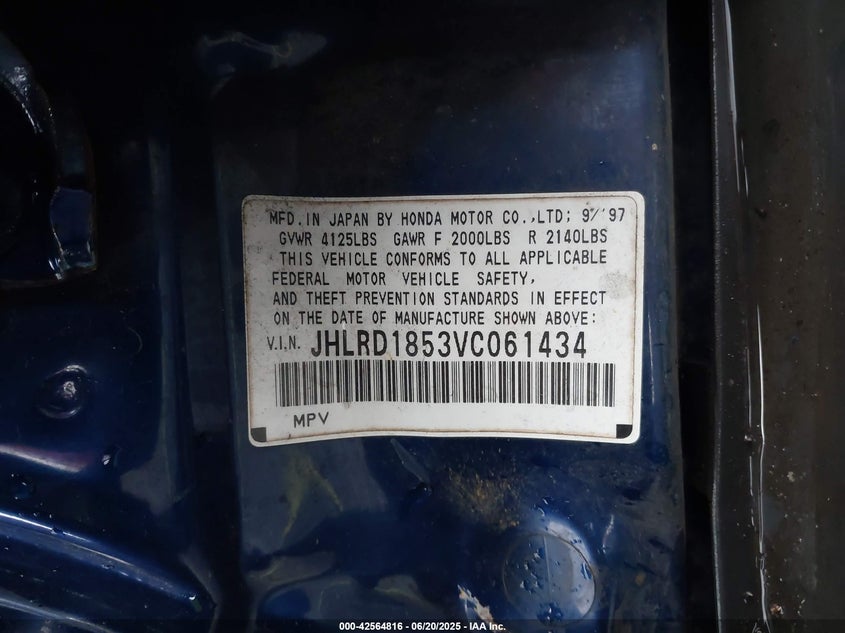 MFD. IN JAPAN BY HONDA MOTOR CO.,LTD; 9/'97
GVWR 4125LBS GAWR F 2000LBS R 2140LBS
THIS VEHICLE CONFORMS TO ALL APPLICABLE
FEDERAL MOTOR VEHICLE SAFETY,
AND THEFT PREVENTION STANDARDS IN EFFECT
ON THE DATE OF MANUFACTURE SHOWN ABOVE:
V.I.N. JHLRD1853VC061434
MPV
000-42564816 - 06/20/2025 - IAA Inc.